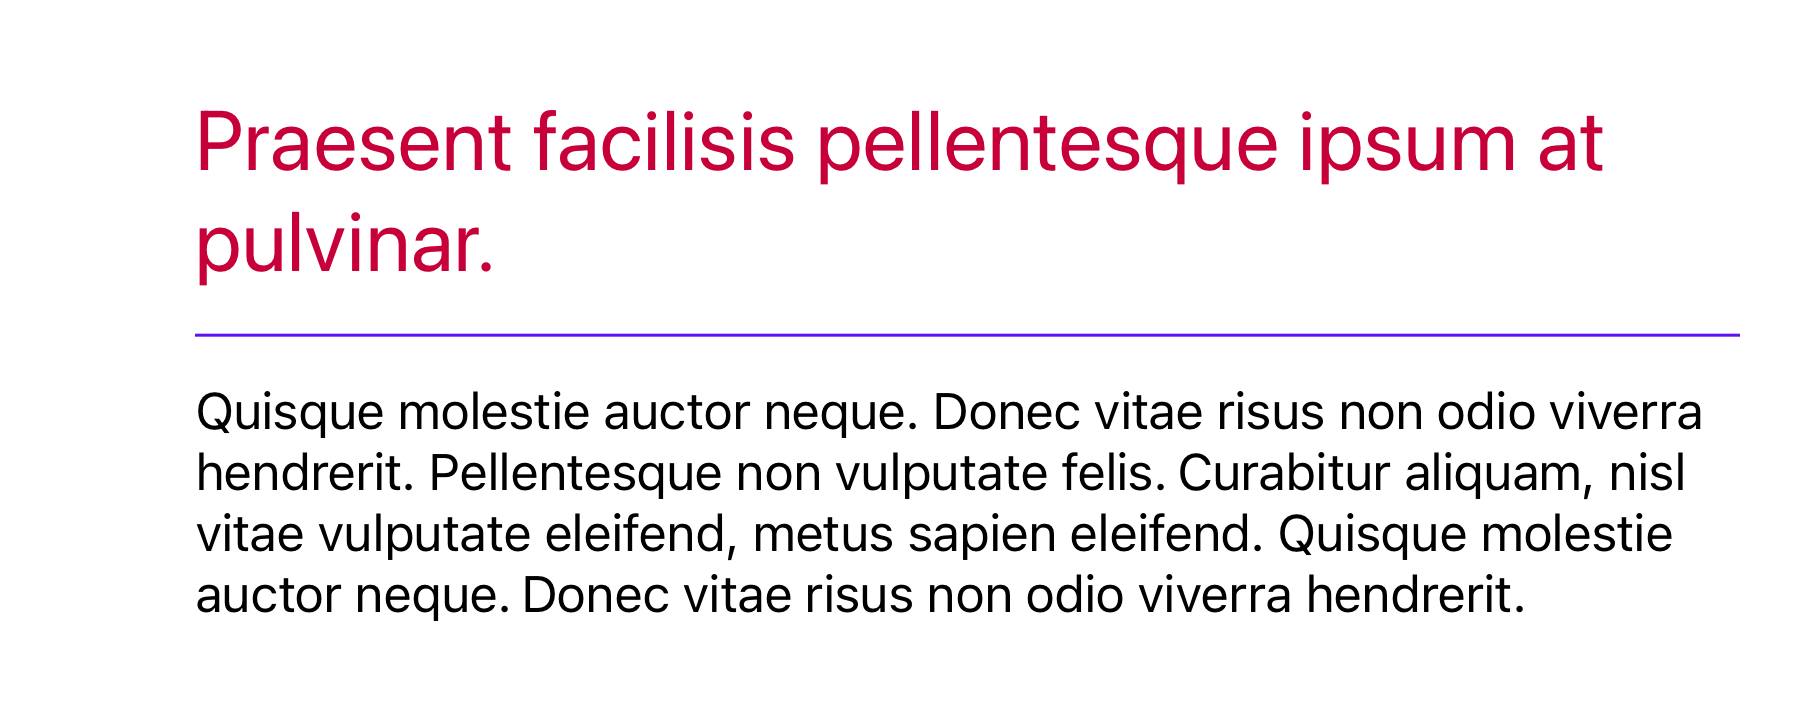 Praesent facilisis pellentesque ipsum at
pulvinar.
Quisque molestie auctor neque. Donec vitae risus non odio viverra
hendrerit. Pellentesque non vulputate felis. Curabitur aliquam, nisl
vitae vulputate eleifend, metus sapien eleifend. Quisque molestie
auctor neque. Donec vitae risus non odio viverra hendrerit.